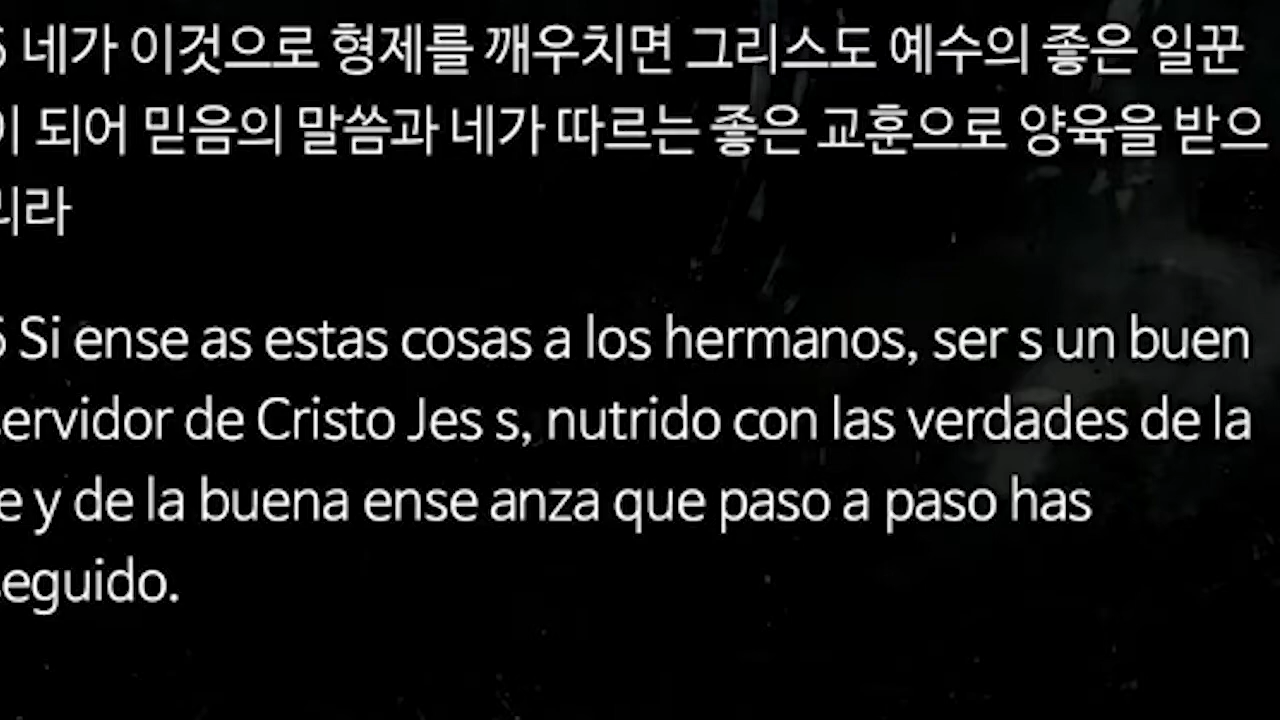 6 네가 이것으로 형제를 깨우치면 그리스도 예수의 좋은 일꾼
이 되어 믿음의 말씀과 네가 따르는 좋은 교훈으로 양육을 받으
리라
6 Si ense as estas cosas a los hermanos, ser s un buen
servidor de Cristo Jes s, nutrido con las verdades de la
fe y de la buena ense anza que paso a paso has
seguido.